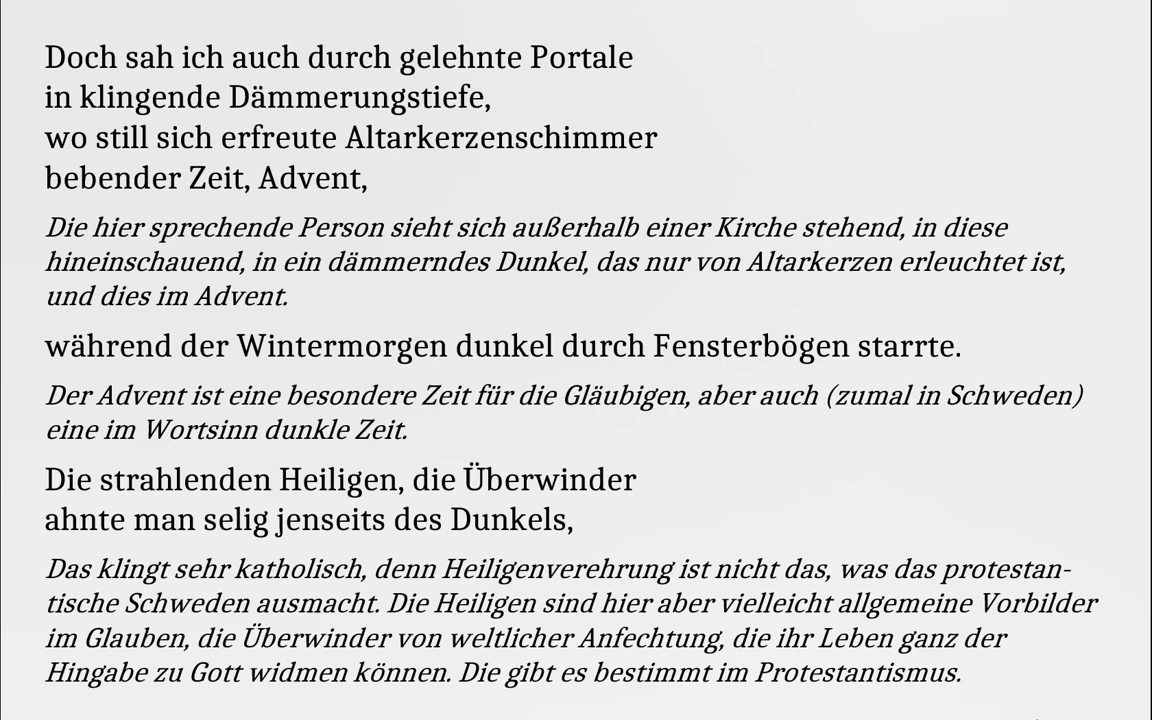 Doch sah ich auch durch gelehnte Portale
in klingende Dämmerungstiefe,
wo still sich erfreute Altarkerzenschimmer
bebender Zeit, Advent,
Die hier sprechende Person sieht sich außerhalb einer Kirche stehend, in diese
hineinschauend, in ein dämmerndes Dunkel, das nur von Altarkerzen erleuchtet ist,
und dies im Advent.
während der Wintermorgen dunkel durch Fensterbögen starrte.
Der Advent ist eine besondere Zeit für die Gläubigen, aber auch (zumal in Schweden)
eine im Wortsinn dunkle Zeit.
Die strahlenden Heiligen, die Überwinder
ahnte man selig jenseits des Dunkels,
Das klingt sehr katholisch, denn Heiligenverehrung ist nicht das, was das protestan-
tische Schweden ausmacht. Die Heiligen sind hier aber vielleicht allgemeine Vorbilder
im Glauben, die Überwinder von weltlicher Anfechtung, die ihr Leben ganz der
Hingabe zu Gott widmen können. Die gibt es bestimmt im Protestantismus.